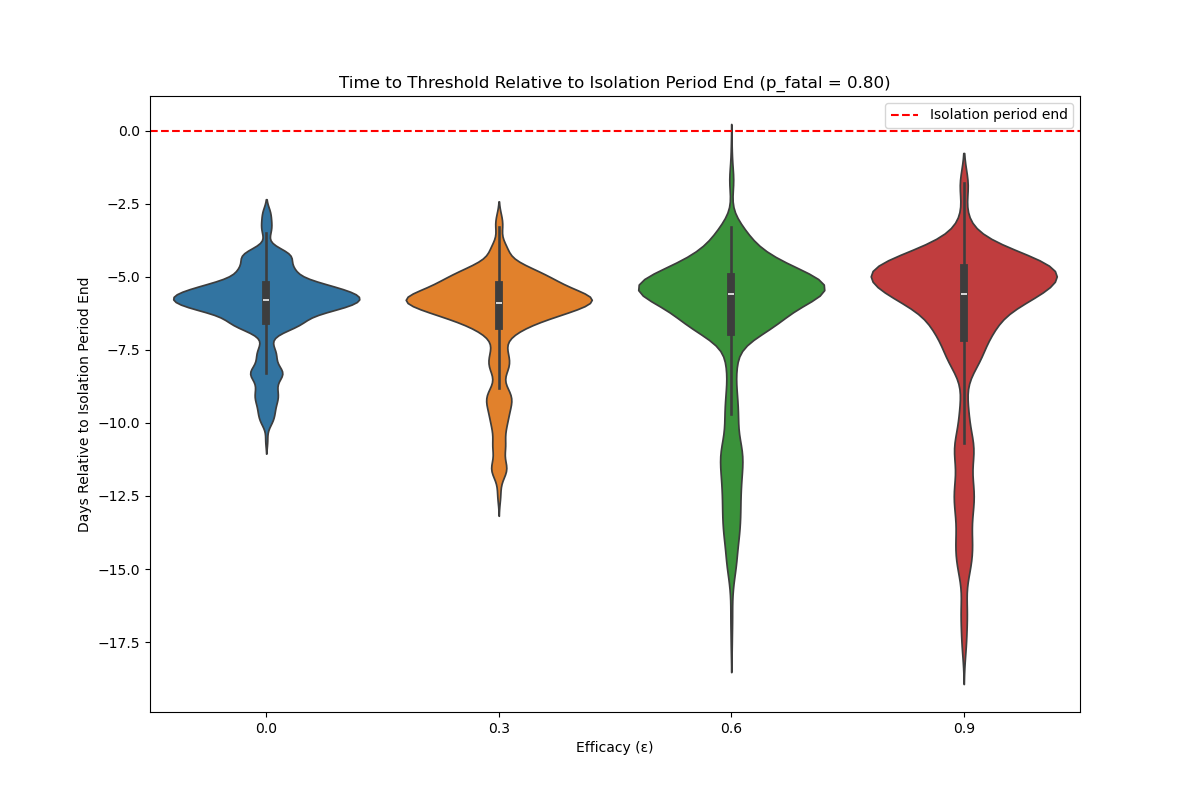 Time to Threshold Relative to Isolation Period End (p_fatal = 0.80)
Isolation period end
0.0
−2.5
−5.0
−7.5
−10.0
−12.5
−15.0
−17.5
Days Relative to Isolation Period End
0.0 0.3 0.6 0.9
Efficacy (ε)